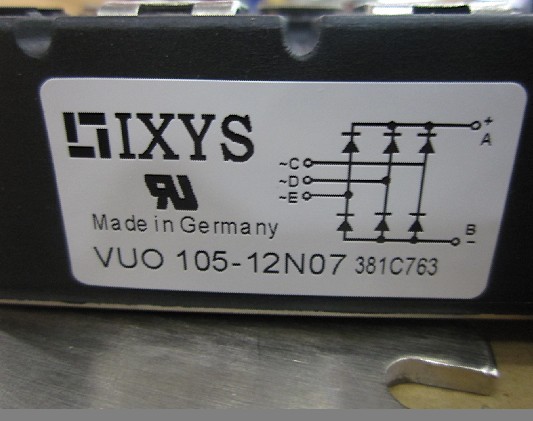 IXYS
Made in Germany
VUO 105-12N07 381C763
~C
~D
~E
+
A
B
-